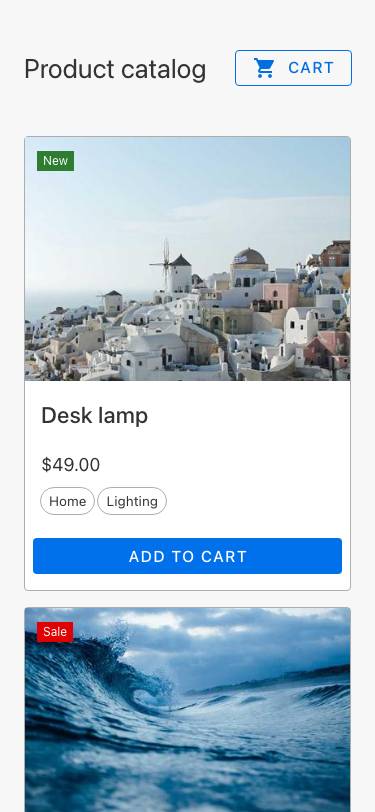 Product catalog
CART
New
Desk lamp
$49.00
Home
Lighting
ADD TO CART
Sale